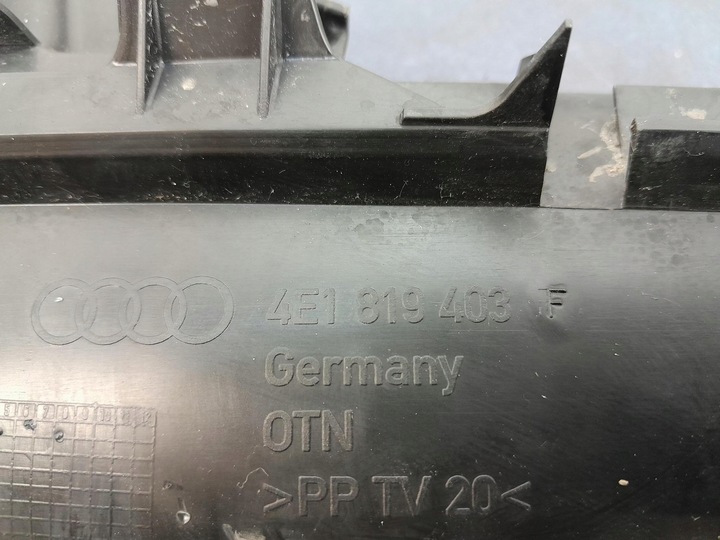 4E1 819 403 F
Germany
OTN
>PP TV 20<